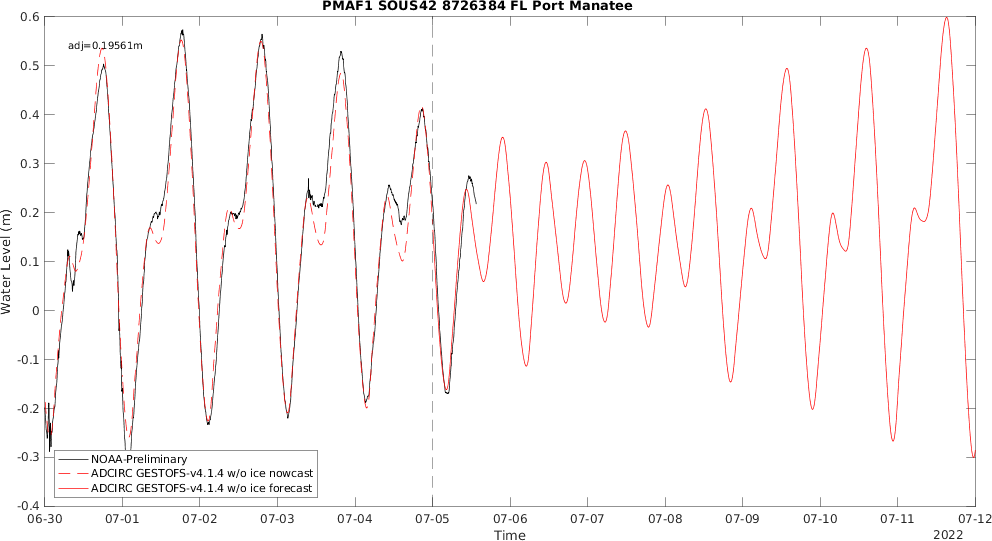 PMAF1 SOUS42 8726384 FL Port Manatee
adj=0.19561m
Water Level (m)
0.6
0.5
0.4
0.3
0.2
0.1
0
-0.1
-0.2
-0.3
-0.4
NOAA-Preliminary
ADCIRC GESTOFS-v4.1.4 w/o ice nowcast
ADCIRC GESTOFS-v4.1.4 w/o ice forecast
06-30 07-01 07-02 07-03 07-04 07-05 07-06 07-07 07-08 07-09 07-10 07-11 07-12
Time
2022